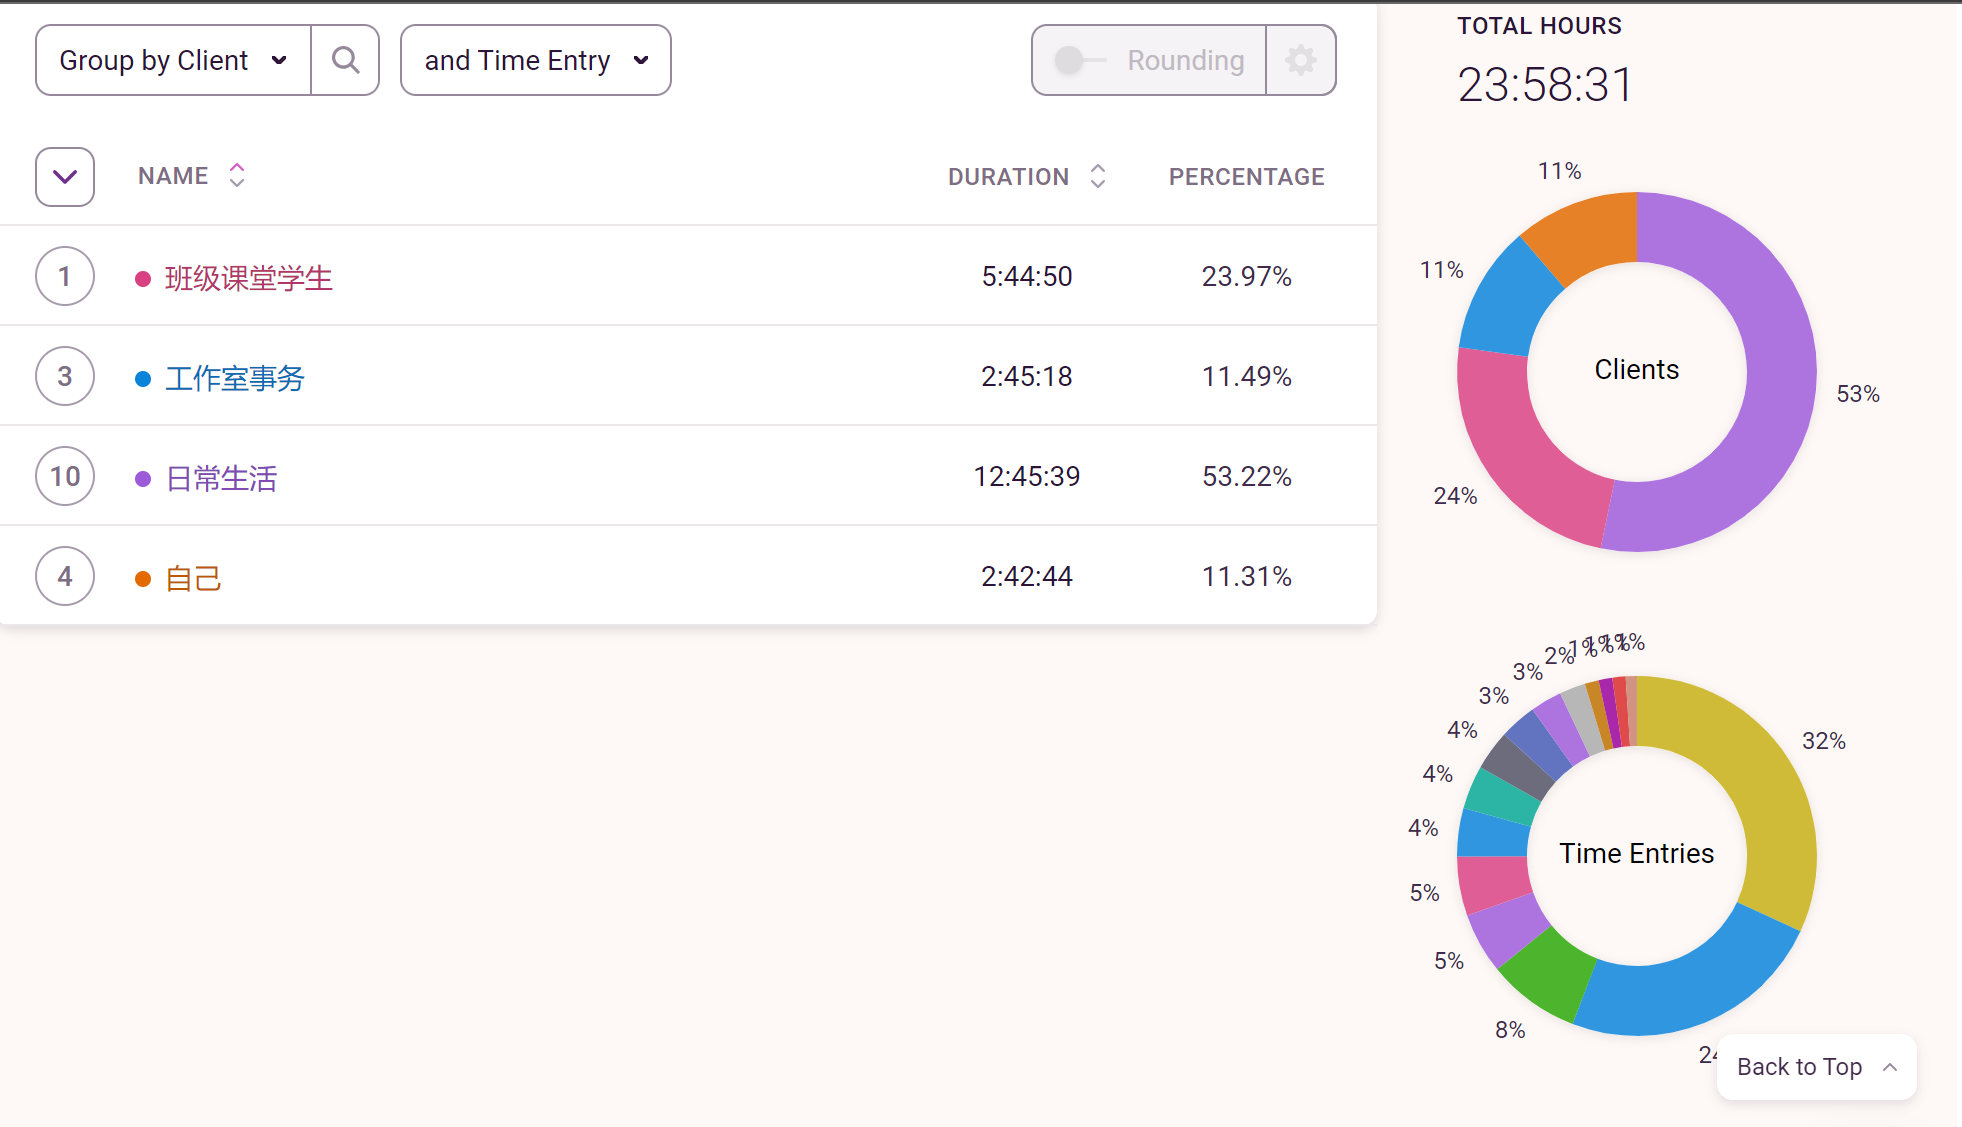 Group by Client
and Time Entry
Rounding
NAME
DURATION
PERCENTAGE
1
班级课堂学生
5:44:50
23.97%
3
工作室事务
2:45:18
11.49%
10
日常生活
12:45:39
53.22%
4
自己
2:42:44
11.31%
TOTAL HOURS
23:58:31
11%
11%
Clients
53%
24%
1%
1%
1%
1%
2%
3%
3%
4%
32%
4%
4%
Time Entries
5%
5%
8%
Back to Top